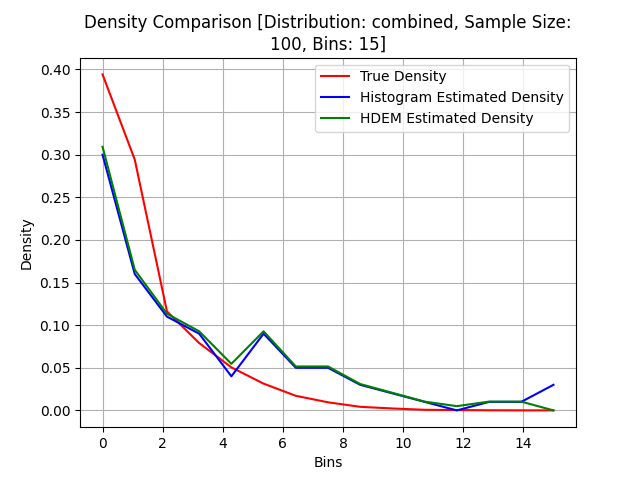 Density Comparison [Distribution: combined, Sample Size:
100, Bins: 15]
True Density
Histogram Estimated Density
HDEM Estimated Density
Density
0.40
0.35
0.30
0.25
0.20
0.15
0.10
0.05
0.00
0 2 4 6 8 10 12 14
Bins